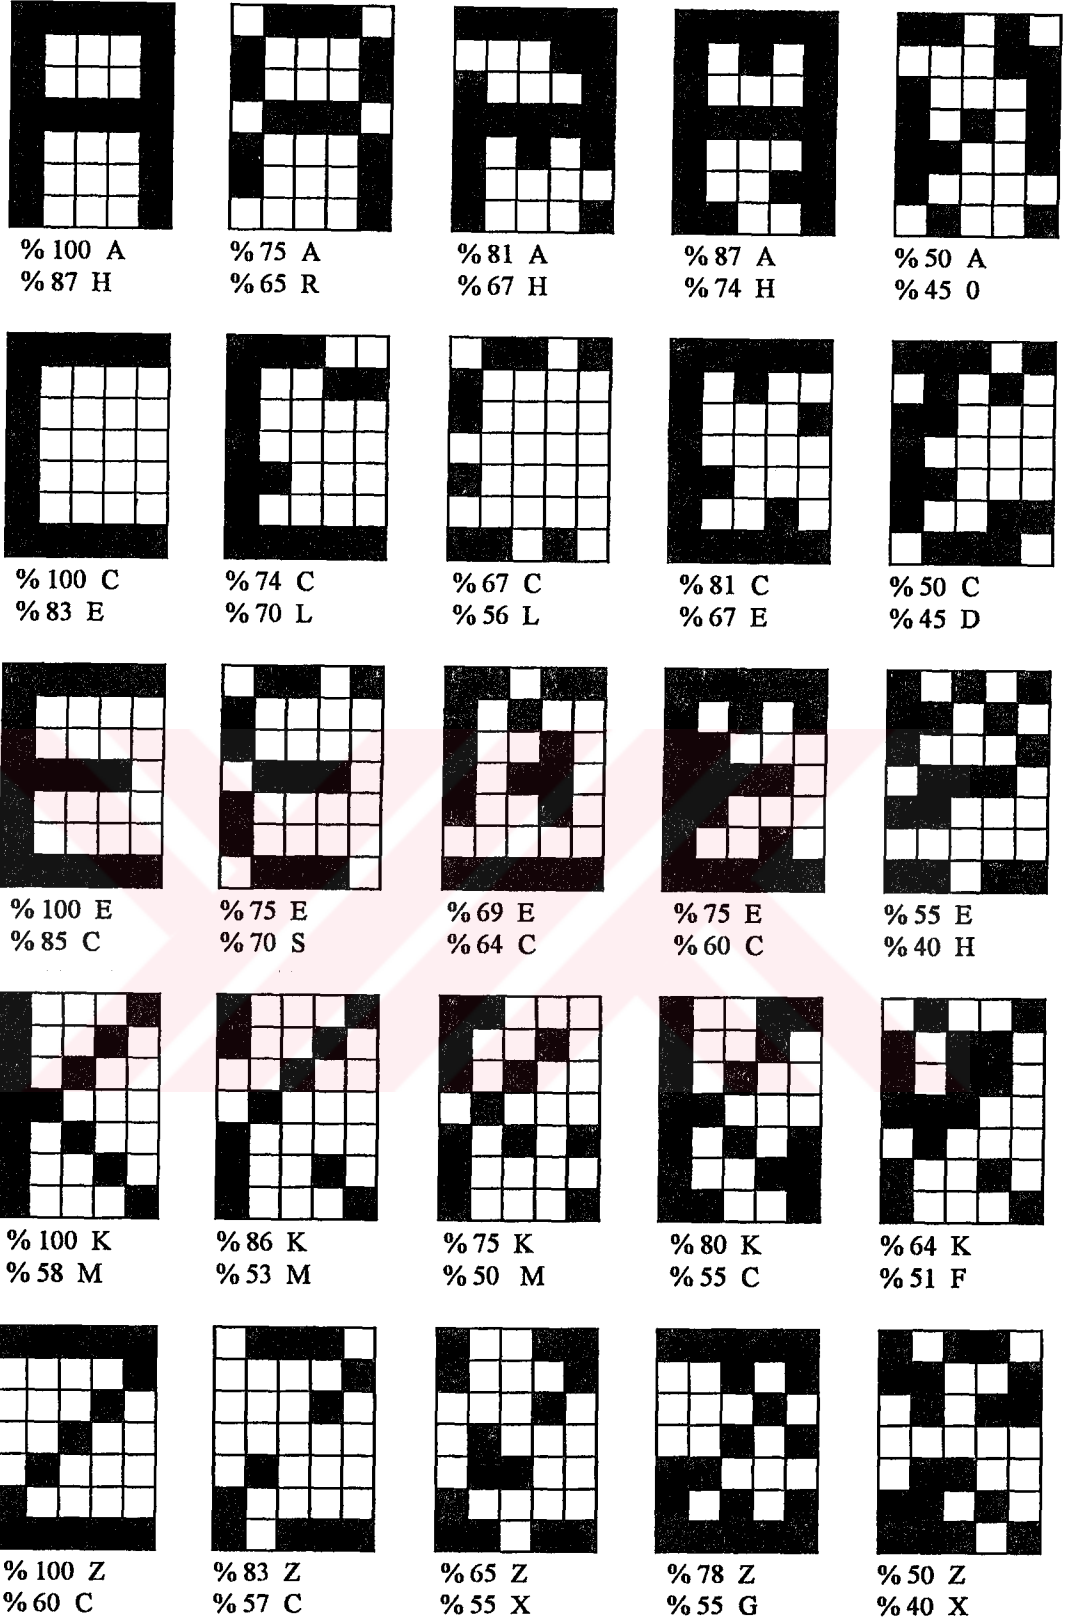 % 100 A % 75 A % 81 A % 87 A % 50 A
% 87 H % 65 R % 67 H % 74 H % 45 0
% 100 C % 74 C % 67 C % 81 C % 50 C
% 83 E % 70 L % 56 L % 67 E % 45 D
% 100 E % 75 E % 69 E % 75 E % 55 E
% 85 C % 70 S % 64 C % 60 C % 40 H
% 100 K % 86 K % 75 K % 80 K % 64 K
% 58 M % 53 M % 50 M % 55 C % 51 F
% 100 Z % 83 Z % 65 Z % 78 Z % 50 Z
% 60 C % 57 C % 55 X % 55 G % 40 X